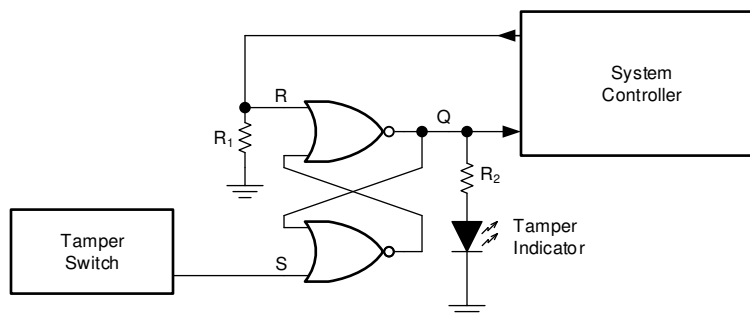 System
Controller
R
Q
R1
R2
Tamper
Switch
S
Tamper
Indicator